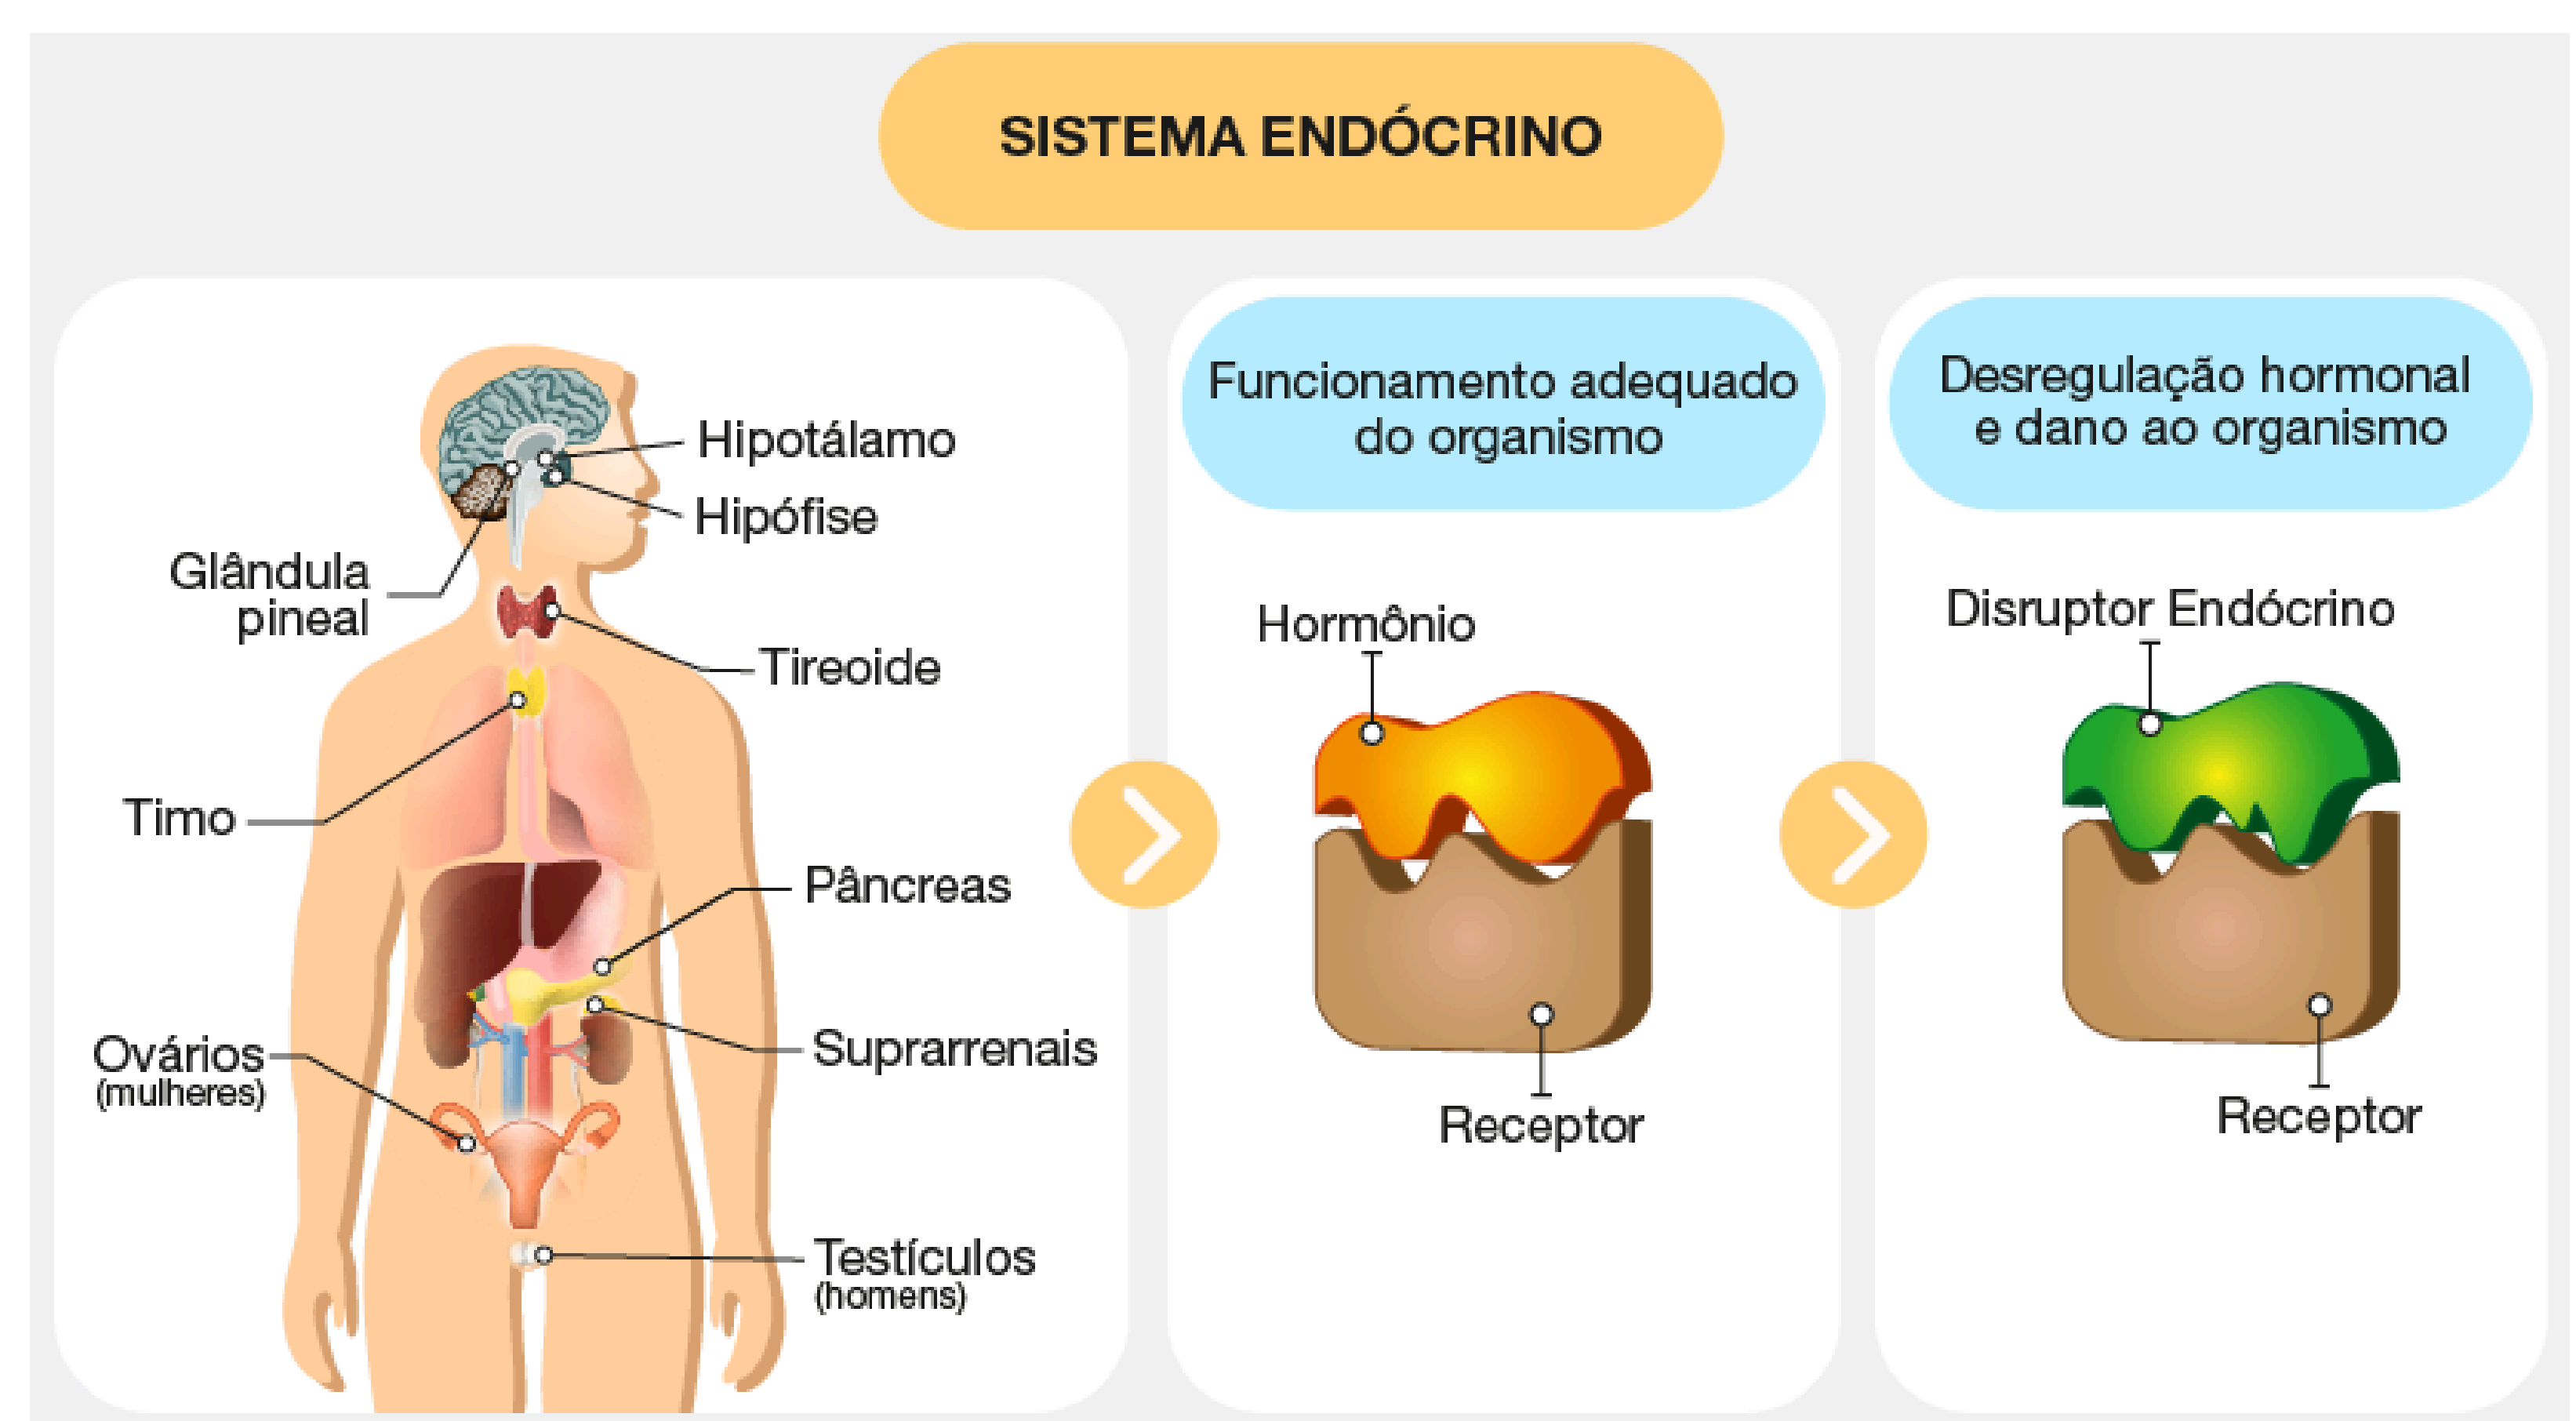 SISTEMA ENDÓCRINO
Hipotálamo
Hipófise
Glândula
pineal
Tireoide
Timo
Pâncreas
Suprarrenais
Ovários
(mulheres)
Testículos
(homens)
Funcionamento adequado
do organismo
Hormônio
Receptor
Desregulação hormonal
e dano ao organismo
Disruptor Endócrino
Receptor